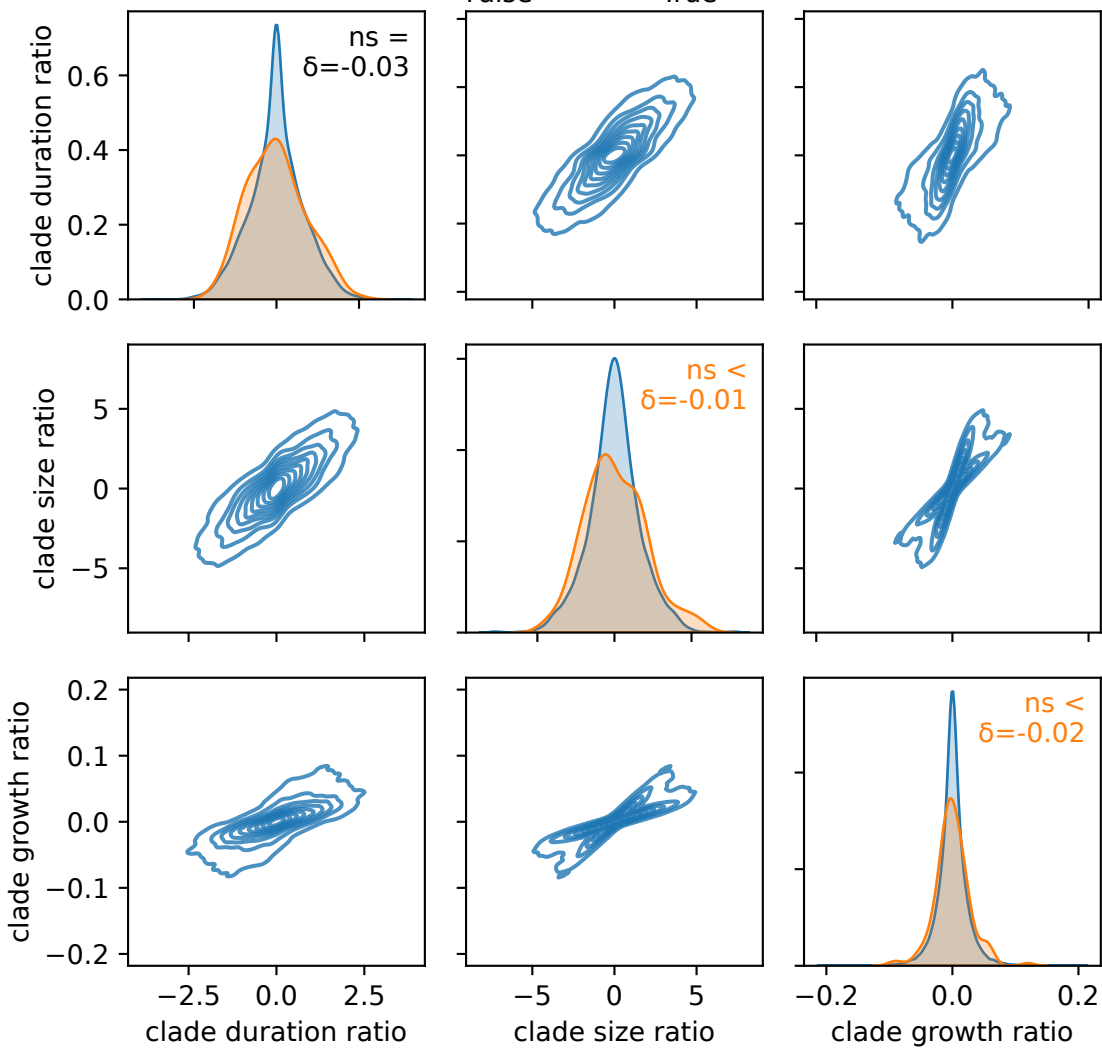 True
clade duration ratio
0.6
0.4
0.2
0.0
ns =
δ=-0.03
clade size ratio
5
0
−5
ns <
δ=-0.01
clade growth ratio
0.2
0.1
0.0
−0.1
−0.2
ns <
δ=-0.02
−2.5 0.0 2.5
−5 0 5
−0.2 0.0 0.2
clade duration ratio
clade size ratio
clade growth ratio